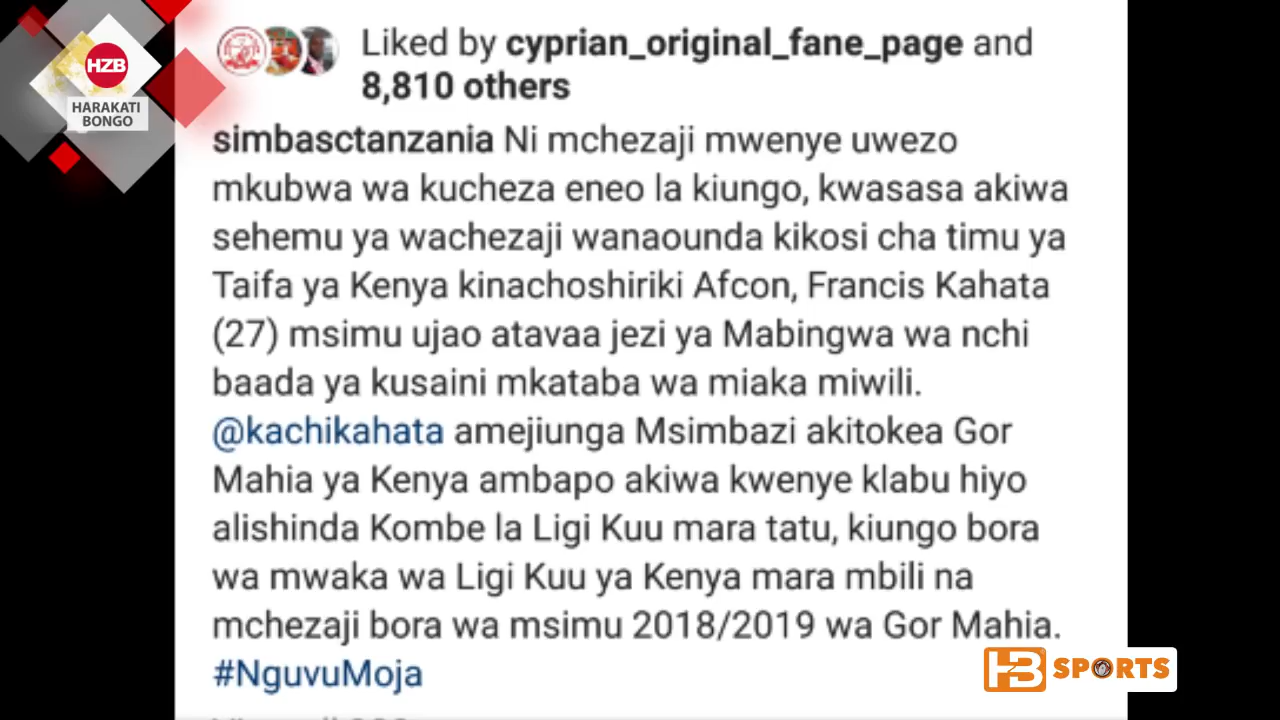 HZB
HARAKATI
BONGO
Liked by cyprian_original_fane_page and
8,810 others
simbasctanzania Ni mchezaji mwenye uwezo
mkubwa wa kucheza eneo la kiungo, kwasasa akiwa
sehemu ya wachezaji wanaounda kikosi cha timu ya
Taifa ya Kenya kinachoshiriki Afcon, Francis Kahata
(27) msimu ujao atavaa jezi ya Mabingwa wa nchi
baada ya kusaini mkataba wa miaka miwili.
@kachikahata amejiunga Msimbazi akitokea Gor
Mahia ya Kenya ambapo akiwa kwenye klabu hiyo
alishinda Kombe la Ligi Kuu mara tatu, kiungo bora
wa mwaka wa Ligi Kuu ya Kenya mara mbili na
mchezaji bora wa msimu 2018/2019 wa Gor Mahia.
#NguvuMoja
HB SPORTS